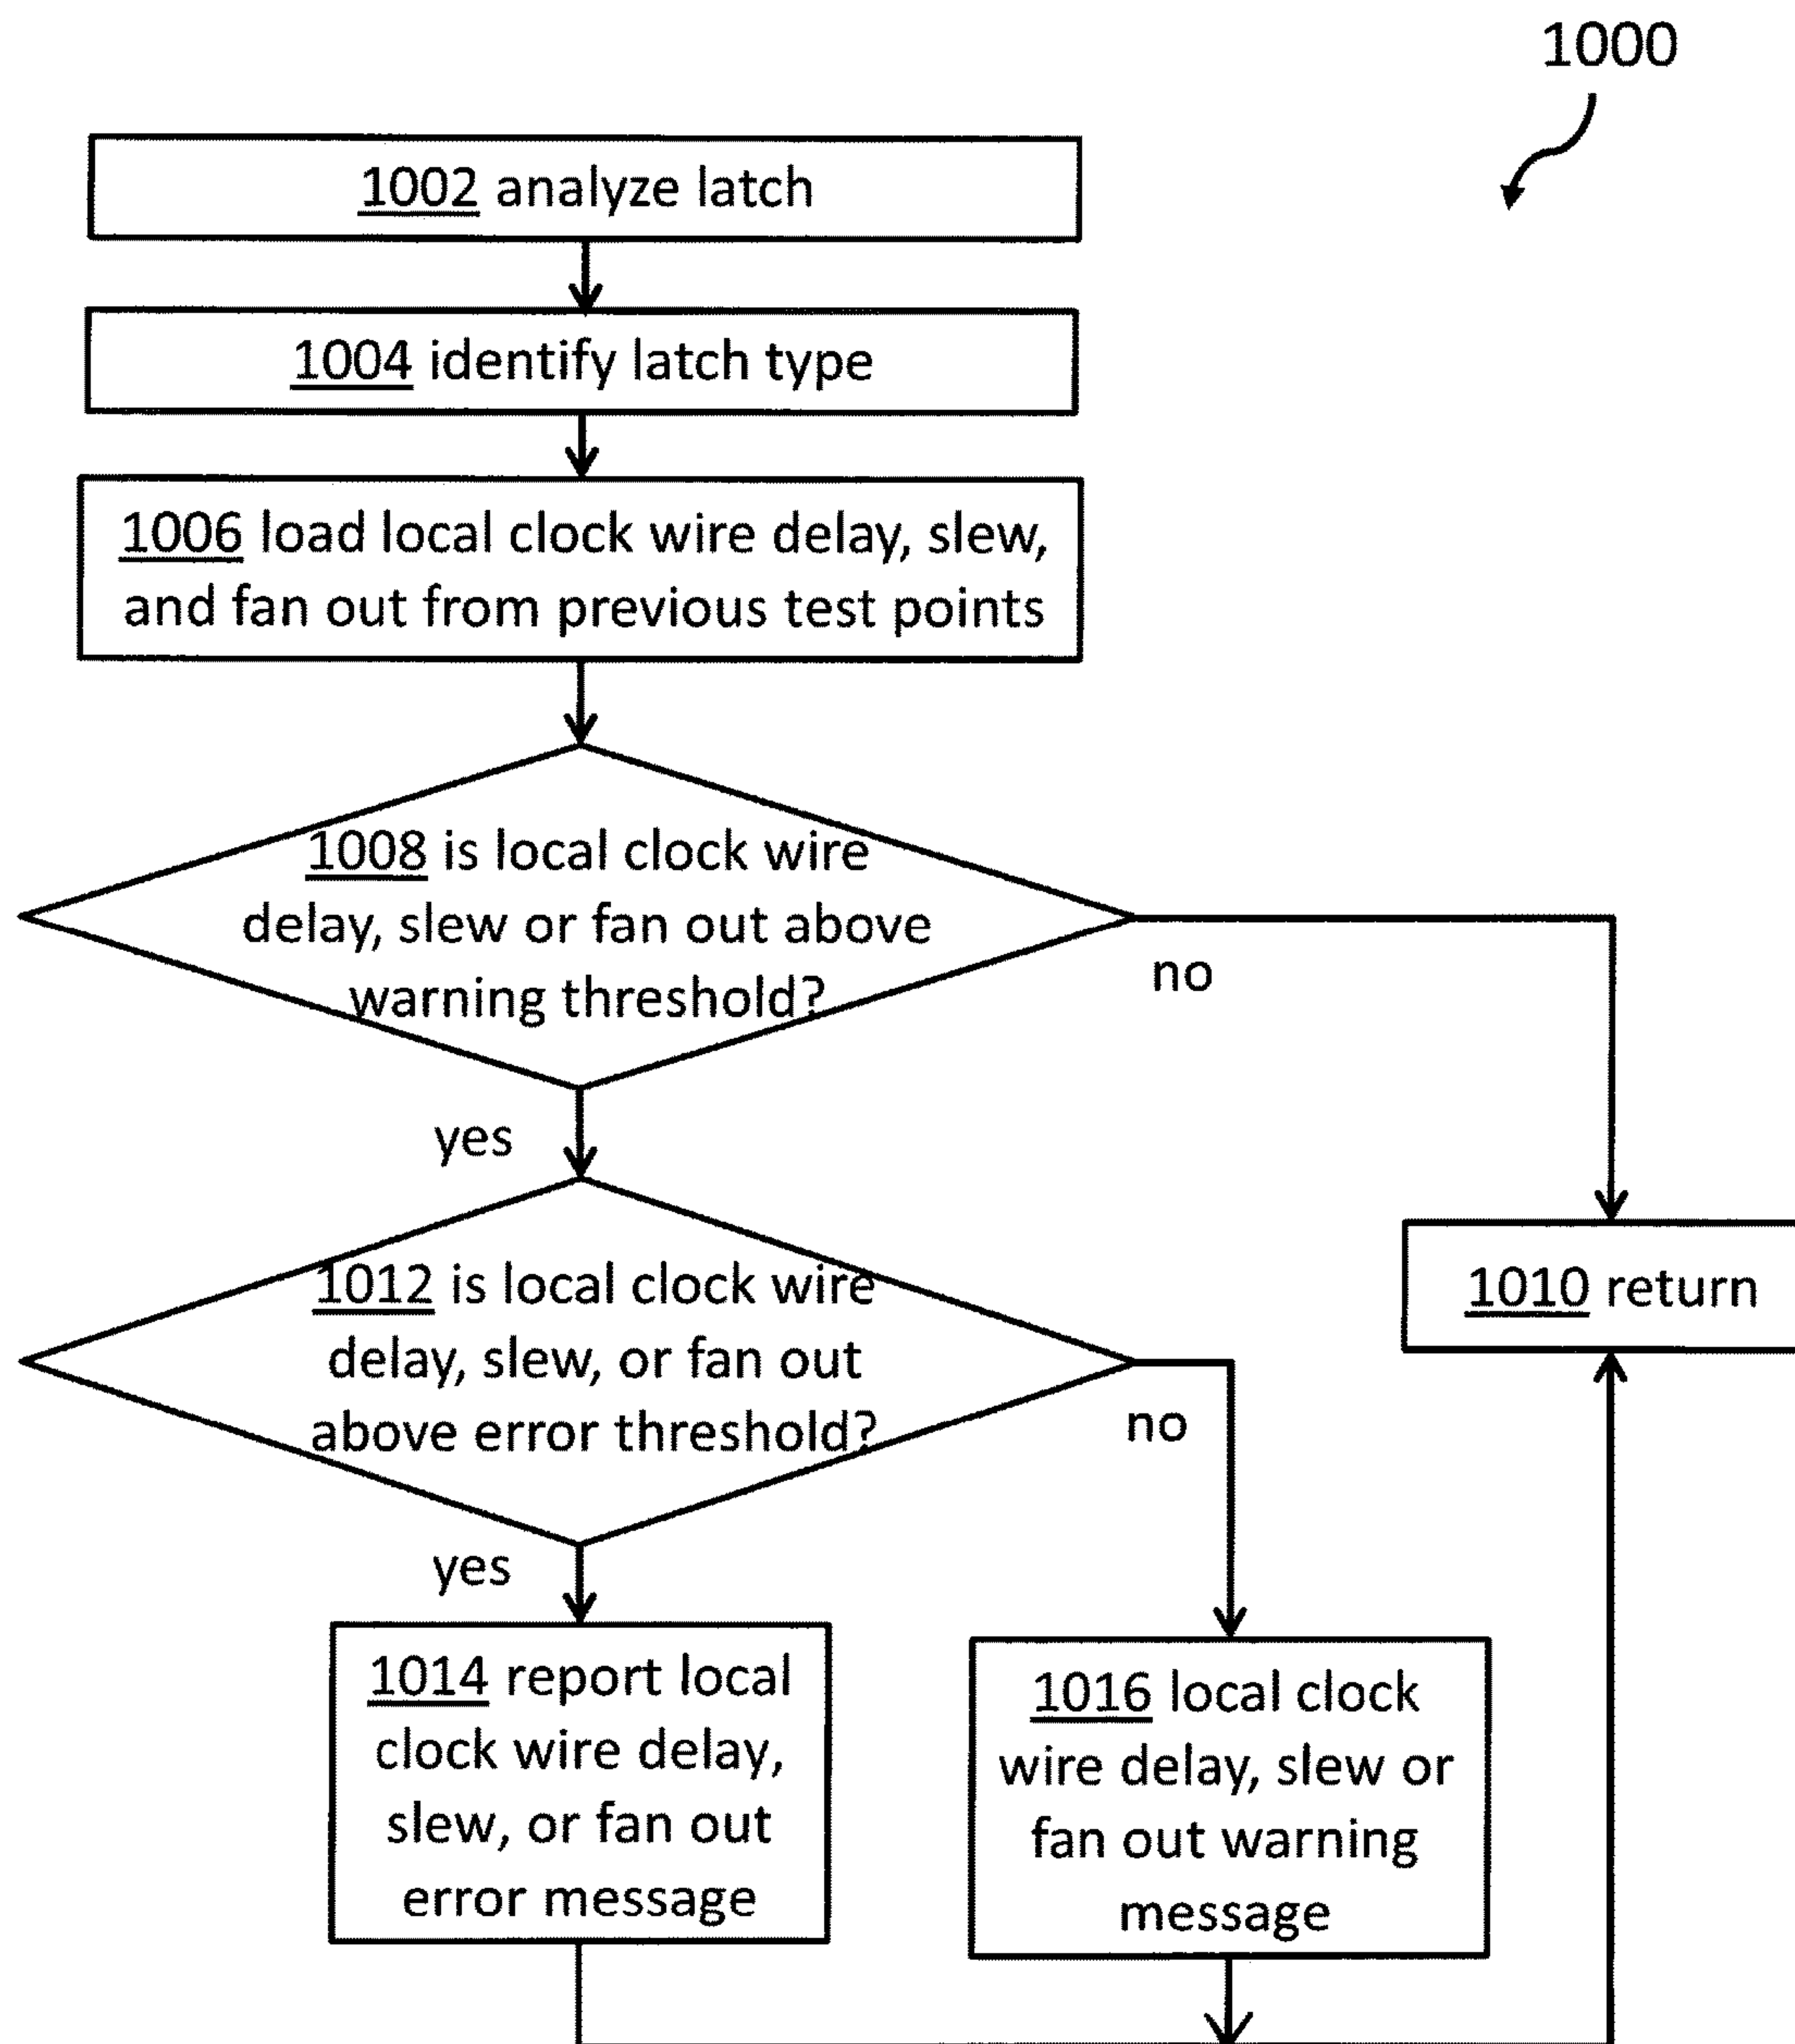 1000
1002 analyze latch
1004 identify latch type
1006 load local clock wire delay, slew,
and fan out from previous test points
1008 is local clock wire
delay, slew or fan out above
warning threshold?
no
yes
1012 is local clock wire
delay, slew, or fan out
above error threshold?
1010 return
no
yes
1014 report local
clock wire delay,
slew, or fan out
error message
1016 local clock
wire delay, slew or
fan out warning
message